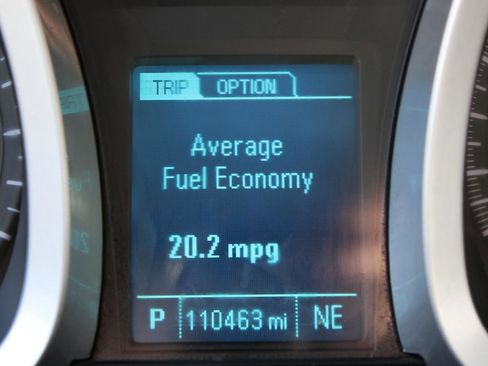 TRIP OPTION
Average
Fuel Economy
20.2 mpg
P 110463 mi NE